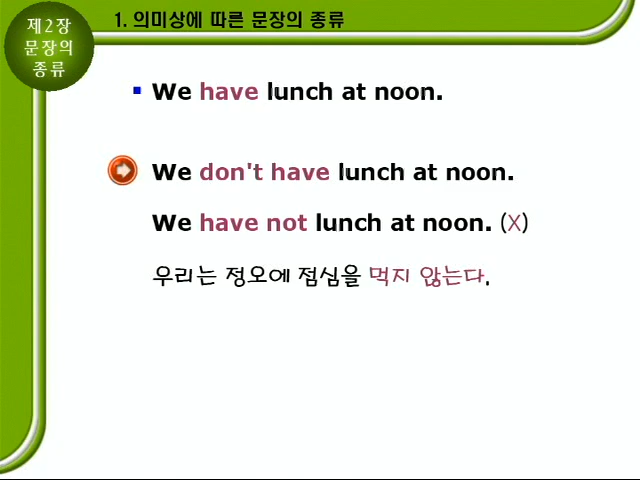 제2장
문장의
종류
1. 의미상에 따른 문장의 종류
We have lunch at noon.
We don't have lunch at noon.
We have not lunch at noon. (X)
우리는 정오에 점심을 먹지 않는다.